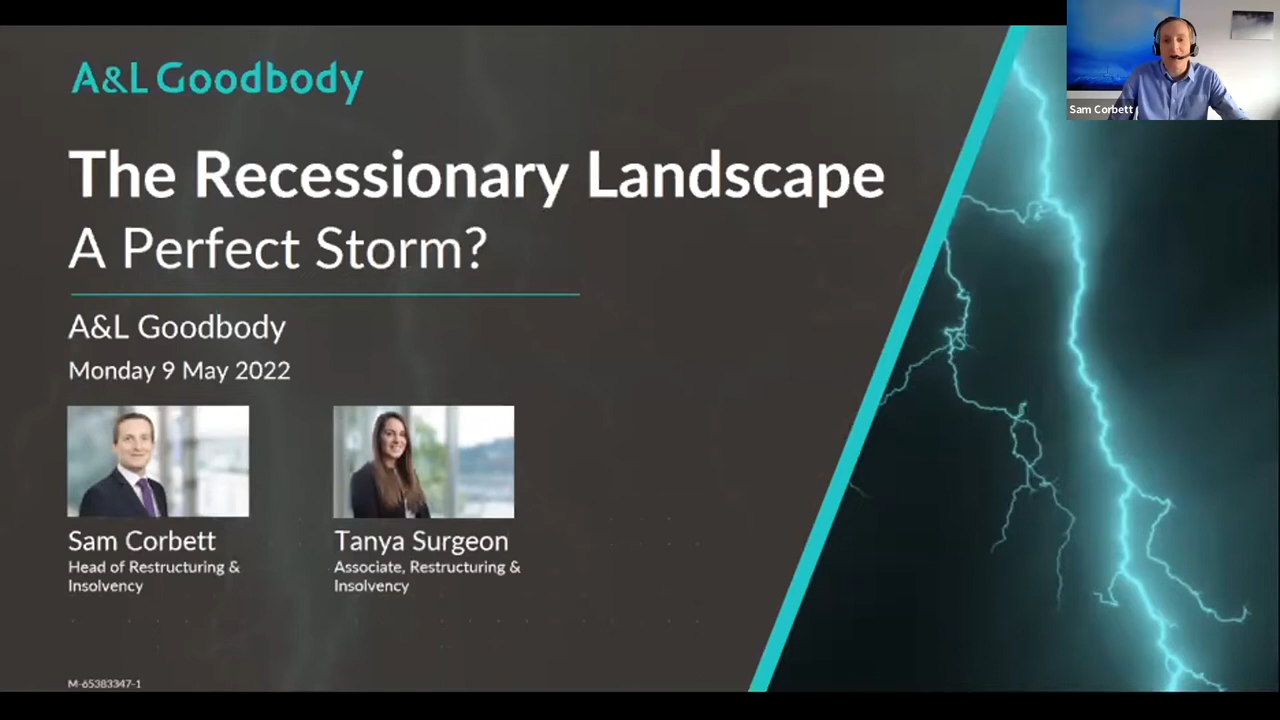 A&L Goodbody
The Recessionary Landscape
A Perfect Storm?
A&L Goodbody
Monday 9 May 2022
Sam Corbett
Head of Restructuring &
Insolvency
Tanya Surgeon
Associate, Restructuring &
Insolvency
M-65383347-1
Sam Corbett